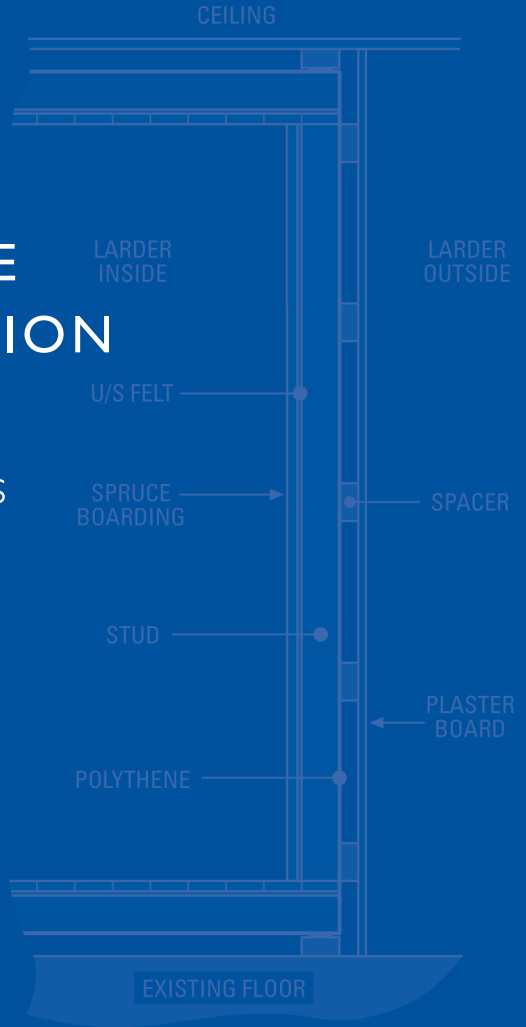 CEILING
E
LARDER
INSIDE
LARDER
OUTSIDE
ION
U/S FELT
S
SPRUCE
BOARDING
SPACER
STUD
PLASTER
BOARD
POLYTHENE
EXISTING FLOOR